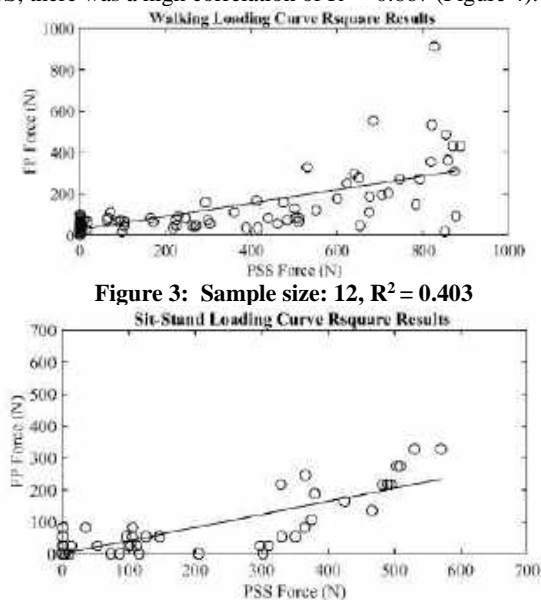 there was a high correlation of
(Figure 4).
Walking Loading Curve Rsquare Results
1000
800
600
400
200
0
FP Force (N)
0 200 400 600 800 1000
PSS Force (N)
Figure 3: Sample size: 12, R² = 0.403
Sit-Stand Loading Curve Rsquare Results
700
600
500
400
300
200
100
0
FP Force (N)
0 100 200 300 400 500 600 700
PSS Force (N)